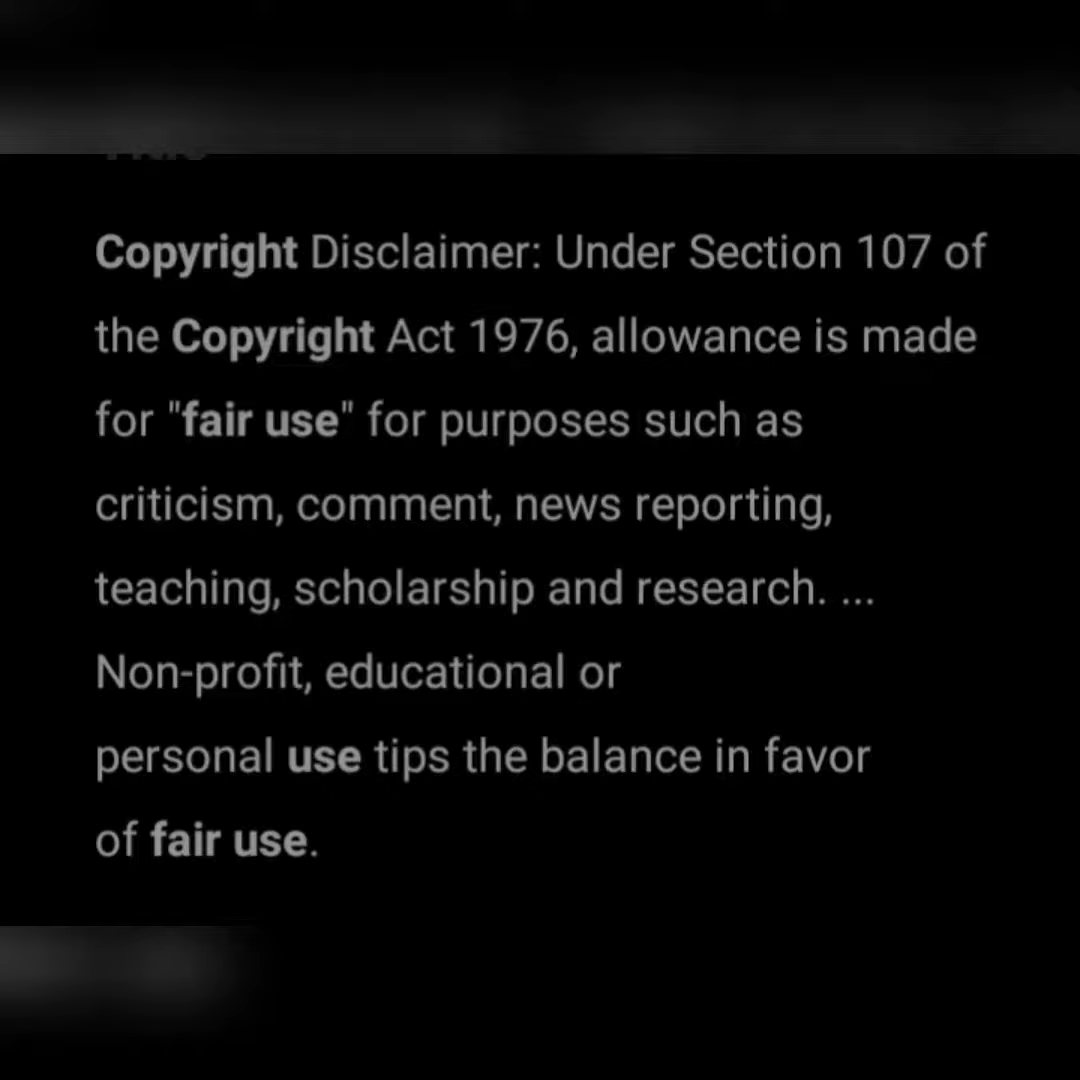 Copyright Disclaimer: Under Section 107 of
the Copyright Act 1976, allowance is made
for "fair use" for purposes such as
criticism, comment, news reporting,
teaching, scholarship and research. ...
Non-profit, educational or
personal use tips the balance in favor
of fair use.